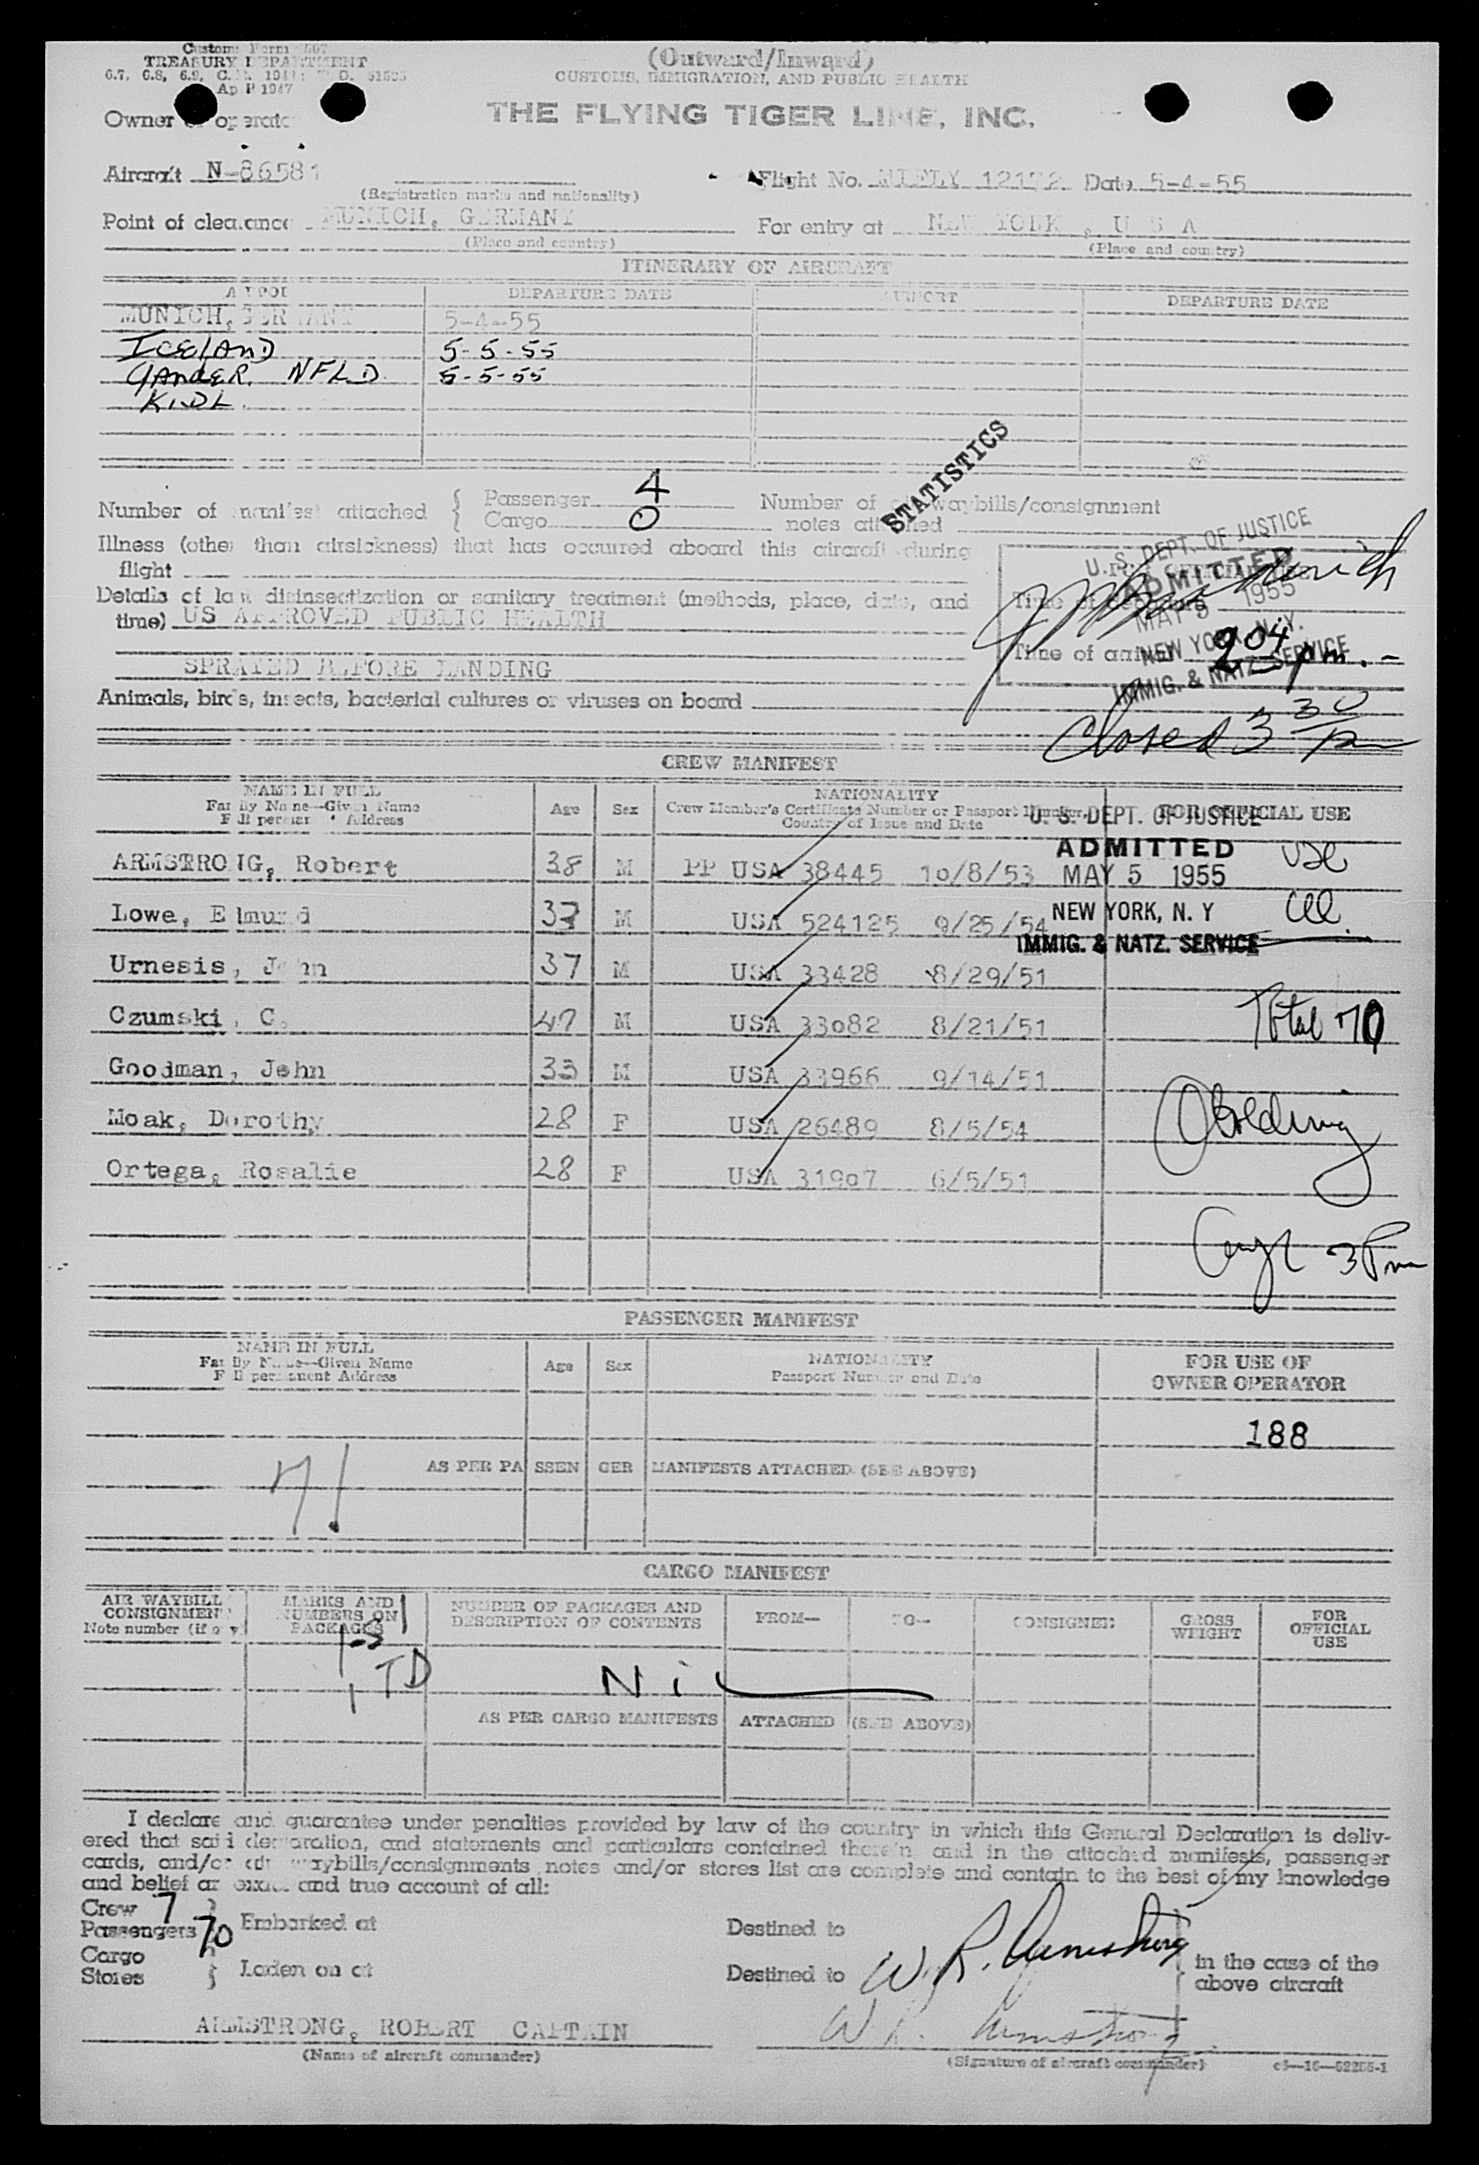 Customs Form
TREASURY DEPARTMENT
(Outward/Inward)
CUSTOMS, IMMIGRATION, AND PUBLIC HEALTH
THE FLYING TIGER LINE, INC.
Owner or operator
Aircraft N-86581
Flight No. 12172 Date 5-4-55
(Registration marks and nationality)
Point of clearance MUNICH, GERMANY
For entry at NEW YORK, U S A
(Place and country)
(Place and country)
ITINERARY OF AIRCRAFT
DEPARTURE DATE AIRPORT DEPARTURE DATE
MUNICH, GERMANY 5-4-55
ICELAND 5-5-55
GANDER. NFLD 5-5-55
KIDL
STATISTICS
Number of manifest attached { Passenger 4
Cargo 0
Number of air waybills/consignment
notes attached
Illness (other than airsickness) that has occurred aboard this aircraft during
flight
Details of last disinsectization or sanitary treatment (methods, place, date, and
time) US APPROVED PUBLIC HEALTH
SPRAYED BEFORE LANDING
U.S. DEPT. OF JUSTICE
ADMITTED
MAY 5 1955
NEW YORK, N.Y.
IMMIG. & NATZ. SERVICE
Time of arrival 204 pm.
Animals, birds, insects, bacterial cultures or viruses on board
Closed 3 30 Pm
CREW MANIFEST
NAME IN FULL
Family Name—Given Name
Full permanent Address
Age
Sex
NATIONALITY
Crew Member's Certificate Number or Passport Number,
Country of Issue and Date
FOR OFFICIAL USE
U. S. DEPT. OF JUSTICE
ADMITTED
MAY 5 1955
NEW YORK, N. Y
IMMIG. & NATZ. SERVICE
ARMSTRONG, Robert 38 M PP USA 38445 10/8/53
Lowe, Edmund M USA 524125 9/25/54
Urnesis, John 37 M USA 33428 8/29/51
Czumski, C. 47 M USA 33082 8/21/51
Total 70
Goodman, John 33 M USA 33966 9/14/51
Moak, Dorothy 28 F USA 26489 8/5/54
Ortega, Rosalie 28 F USA 31907 6/5/51
3 Pm
PASSENGER MANIFEST
NAME IN FULL
Family Name—Given Name
Full permanent Address
Age
Sex
NATIONALITY
Passport Number and Date
FOR USE OF
OWNER OPERATOR
188
AS PER PASSENGER MANIFESTS ATTACHED (SEE ABOVE)
CARGO MANIFEST
AIR WAYBILL
CONSIGNMENT
Note number (if any)
MARKS AND
NUMBERS ON
PACKAGES
NUMBER OF PACKAGES AND
DESCRIPTION OF CONTENTS
FROM—
TO—
CONSIGNEE
GROSS
WEIGHT
FOR
OFFICIAL
USE
TD
Nil
AS PER CARGO MANIFESTS ATTACHED (SEE ABOVE)
I declare and guarantee under penalties provided by law of the country in which this General Declaration is deliv-
ered that said declaration, and statements and particulars contained therein and in the attached manifests, passenger
cards, and/or air waybills/consignments notes and/or stores list are complete and contain to the best of my knowledge
and belief an exact and true account of all:
Crew 7
Passengers 70 } Embarked at
Destined to
Cargo
Stores } Laden on at
Destined to
W. R. Armstrong
in the case of the
above aircraft
ARMSTRONG, ROBERT CAPTAIN
W. R. Armstrong
(Name of aircraft commander)
(Signature of aircraft commander)